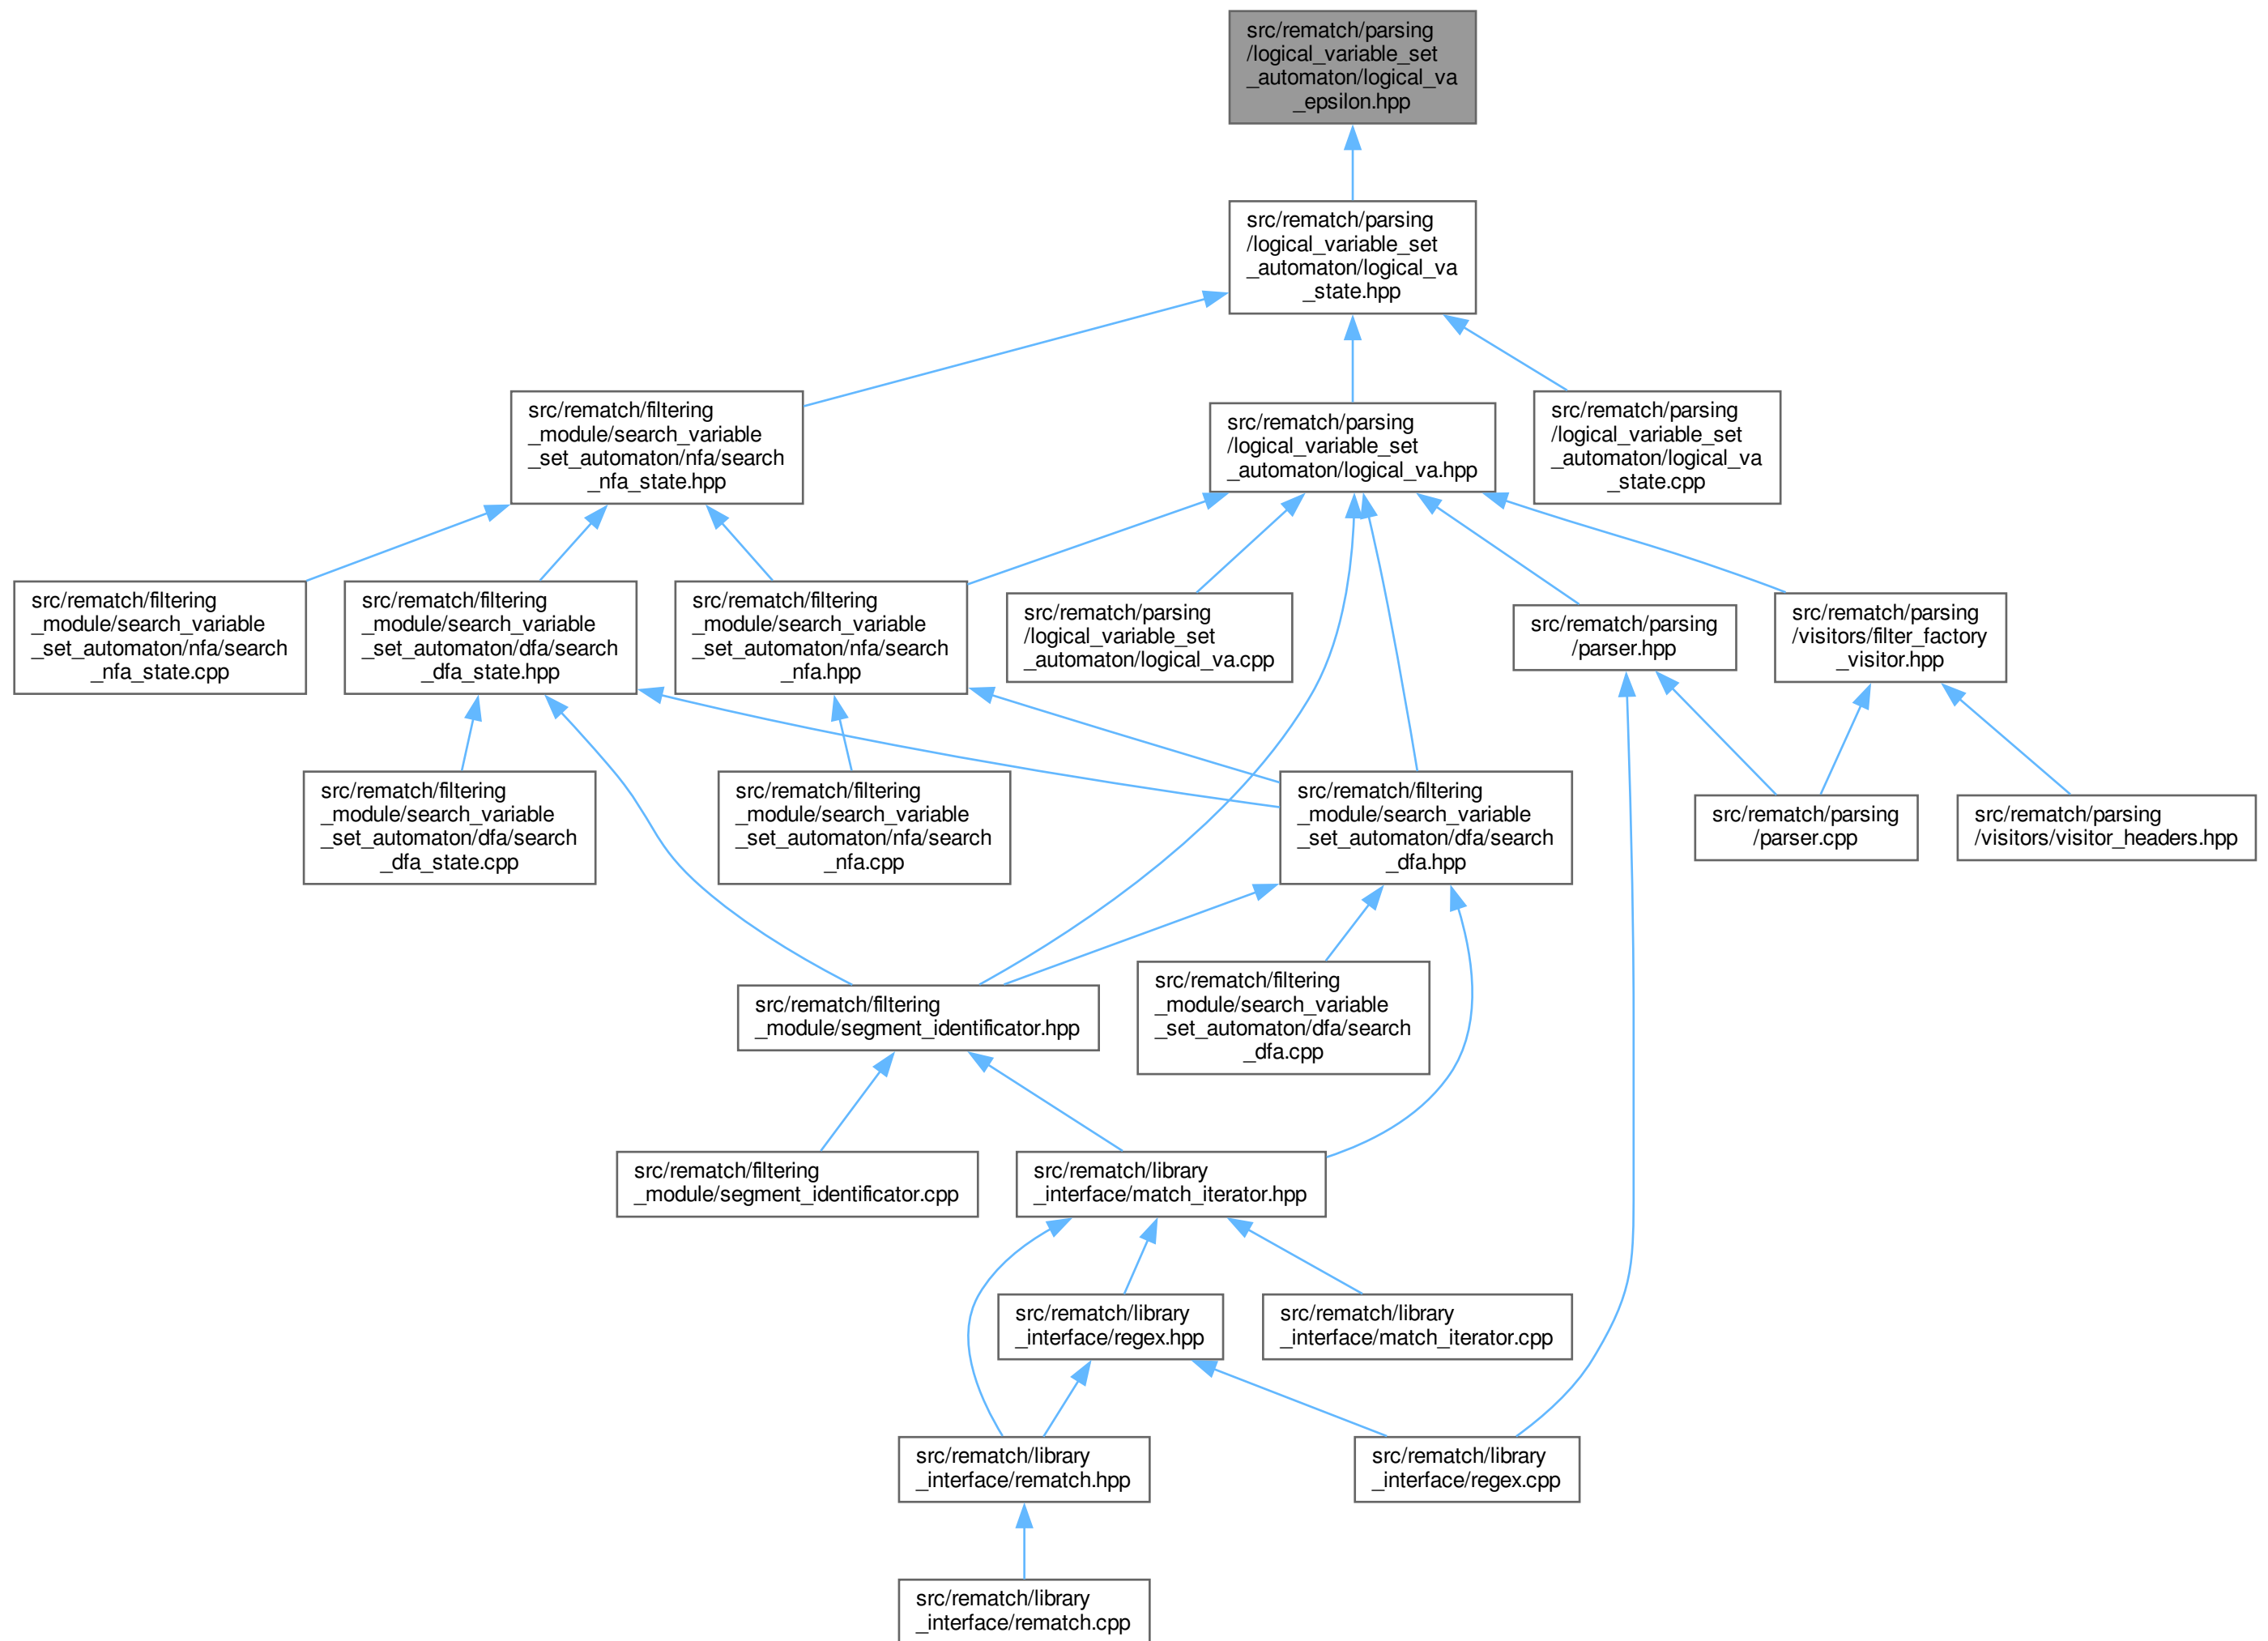 src/rematch/parsing
/logical_variable_set
_automaton/logical_va
_epsilon.hpp
src/rematch/parsing
/logical_variable_set
_automaton/logical_va
_state.hpp
src/rematch/filtering
_module/search_variable
_set_automaton/nfa/search
_nfa_state.hpp
src/rematch/parsing
/logical_variable_set
_automaton/logical_va.hpp
src/rematch/parsing
/logical_variable_set
_automaton/logical_va
_state.cpp
src/rematch/filtering
_module/search_variable
_set_automaton/nfa/search
_nfa_state.cpp
src/rematch/filtering
_module/search_variable
_set_automaton/dfa/search
_dfa_state.hpp
src/rematch/filtering
_module/search_variable
_set_automaton/nfa/search
_nfa.hpp
src/rematch/parsing
/logical_variable_set
_automaton/logical_va.cpp
src/rematch/parsing
/parser.hpp
src/rematch/parsing
/visitors/filter_factory
_visitor.hpp
src/rematch/filtering
_module/search_variable
_set_automaton/dfa/search
_dfa_state.cpp
src/rematch/filtering
_module/search_variable
_set_automaton/nfa/search
_nfa.cpp
src/rematch/filtering
_module/search_variable
_set_automaton/dfa/search
_dfa.hpp
src/rematch/parsing
/parser.cpp
src/rematch/parsing
/visitors/visitor_headers.hpp
src/rematch/filtering
_module/segment_identificator.hpp
src/rematch/filtering
_module/search_variable
_set_automaton/dfa/search
_dfa.cpp
src/rematch/filtering
_module/segment_identificator.cpp
src/rematch/library
_interface/match_iterator.hpp
src/rematch/library
_interface/regex.hpp
src/rematch/library
_interface/match_iterator.cpp
src/rematch/library
_interface/rematch.hpp
src/rematch/library
_interface/regex.cpp
src/rematch/library
_interface/rematch.cpp